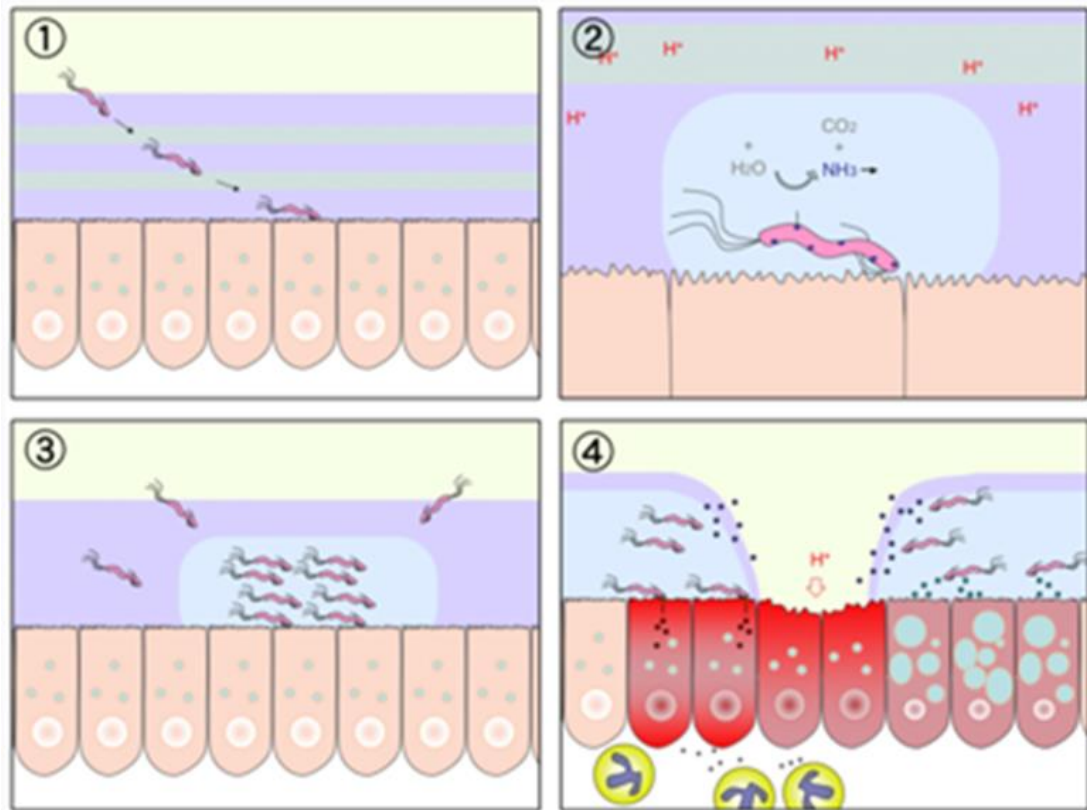 ①
②
H⁺ H⁺ H⁺ H⁺
H⁺ H⁺
CO₂
+
H₂O NH₃
③
④
H⁺